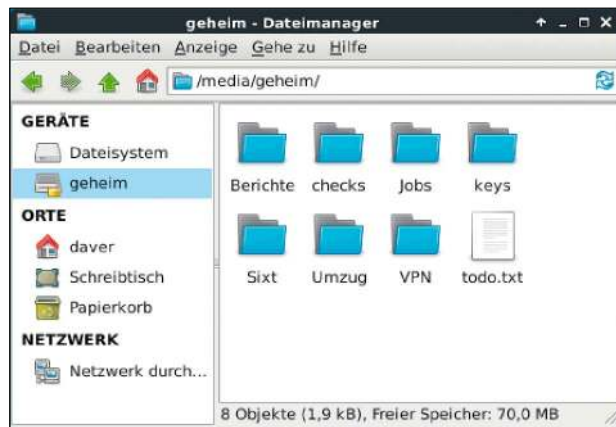 geheim - Dateimanager
Datei Bearbeiten Anzeige Gehe zu Hilfe
/media/geheim/
GERÄTE
Dateisystem
geheim
ORTE
daver
Schreibtisch
Papierkorb
NETZWERK
Netzwerk durch...
Berichte checks Jobs keys
Sixt Umzug VPN todo.txt
8 Objekte (1,9 kB), Freier Speicher: 70,0 MB